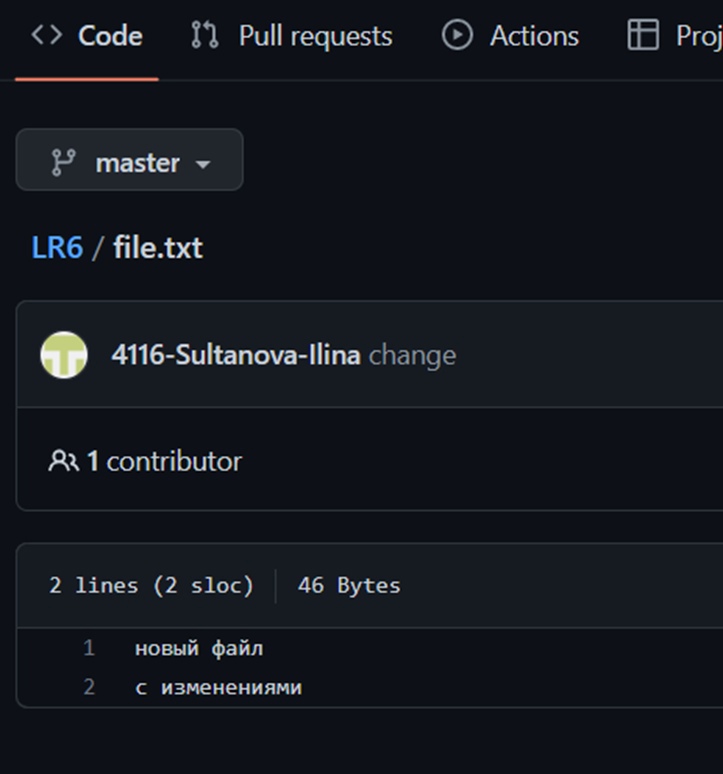 Code Pull requests Actions Proj
master
LR6 / file.txt
4116-Sultanova-Ilina change
1 contributor
2 lines (2 sloc) 46 Bytes
1 новый файл
2 с изменениями